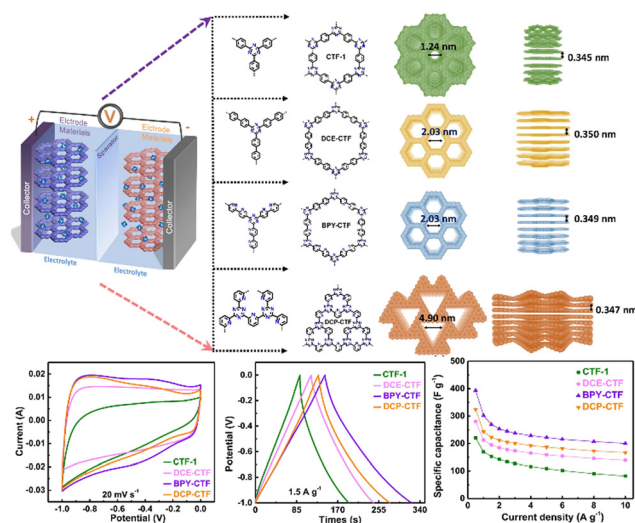 1.24 nm
CTF-1
0.345 nm
+
V
-
Elctrode
Materials
Sparator
Eletrode
Materials
Collector
Collector
Electrolyte
Electrolyte
DCE-CTF
2.03 nm
0.350 nm
BPY-CTF
2.03 nm
0.349 nm
DCP-CTF
4.90 nm
0.347 nm
Current (A)
0.02
0.01
0.00
-0.01
-0.02
-0.03
CTF-1
DCE-CTF
BPY-CTF
DCP-CTF
20 mV s⁻¹
-1.0 -0.8 -0.6 -0.4 -0.2 0.0
Potential (V)
Potential (V)
0.0
-0.2
-0.4
-0.6
-0.8
-1.0
CTF-1
DCE-CTF
BPY-CTF
DCP-CTF
1.5 A g⁻¹
0 85 170 255 340
Times (s)
Specific capacitance (F g⁻¹)
500
400
300
200
100
0
CTF-1
DCE-CTF
BPY-CTF
DCP-CTF
0 2 4 6 8 10
Current density (A g⁻¹)